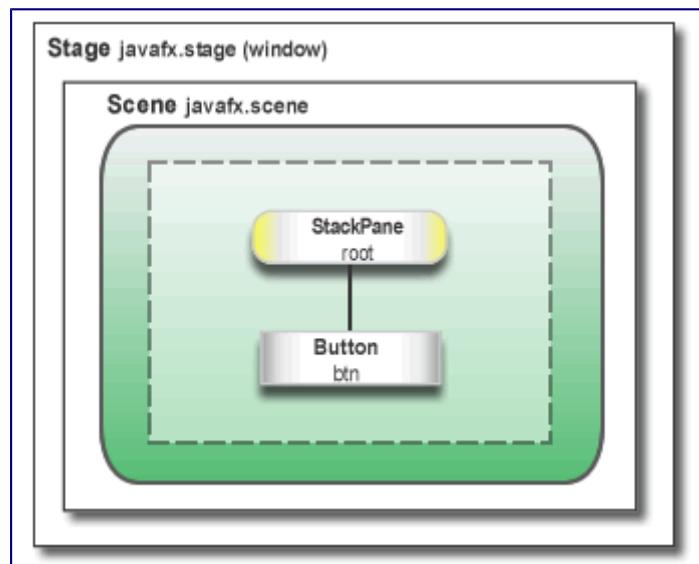 Stage javafx.stage (window)
Scene javafx.scene
StackPane
root
Button
btn